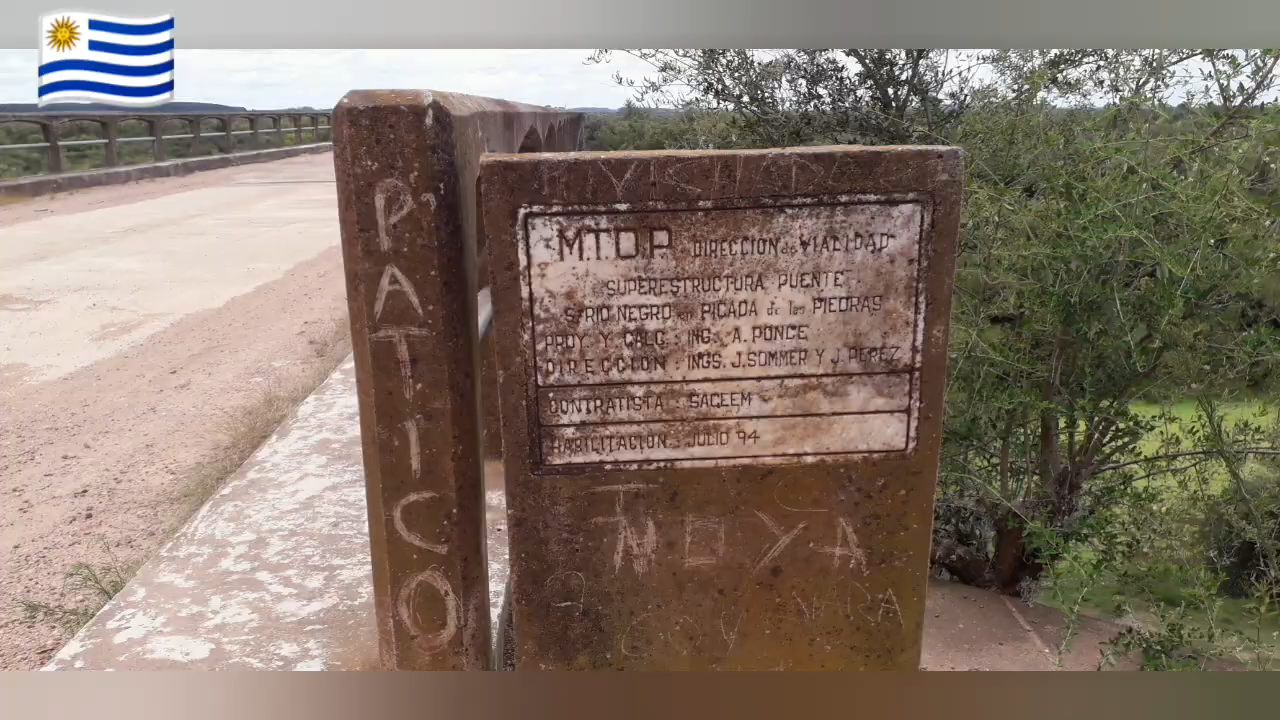 PATICO
M.T.O.P. DIRECCION de VIALIDAD
SUPERESTRUCTURA PUENTE
S/RIO NEGRO en PICADA de las PIEDRAS
PROY. Y CALC. : ING. A. PONCE
DIRECCION : INGS. J. SOMMER Y J. PEREZ
CONTRATISTA : SACEEM
HABILITACION : JULIO 94